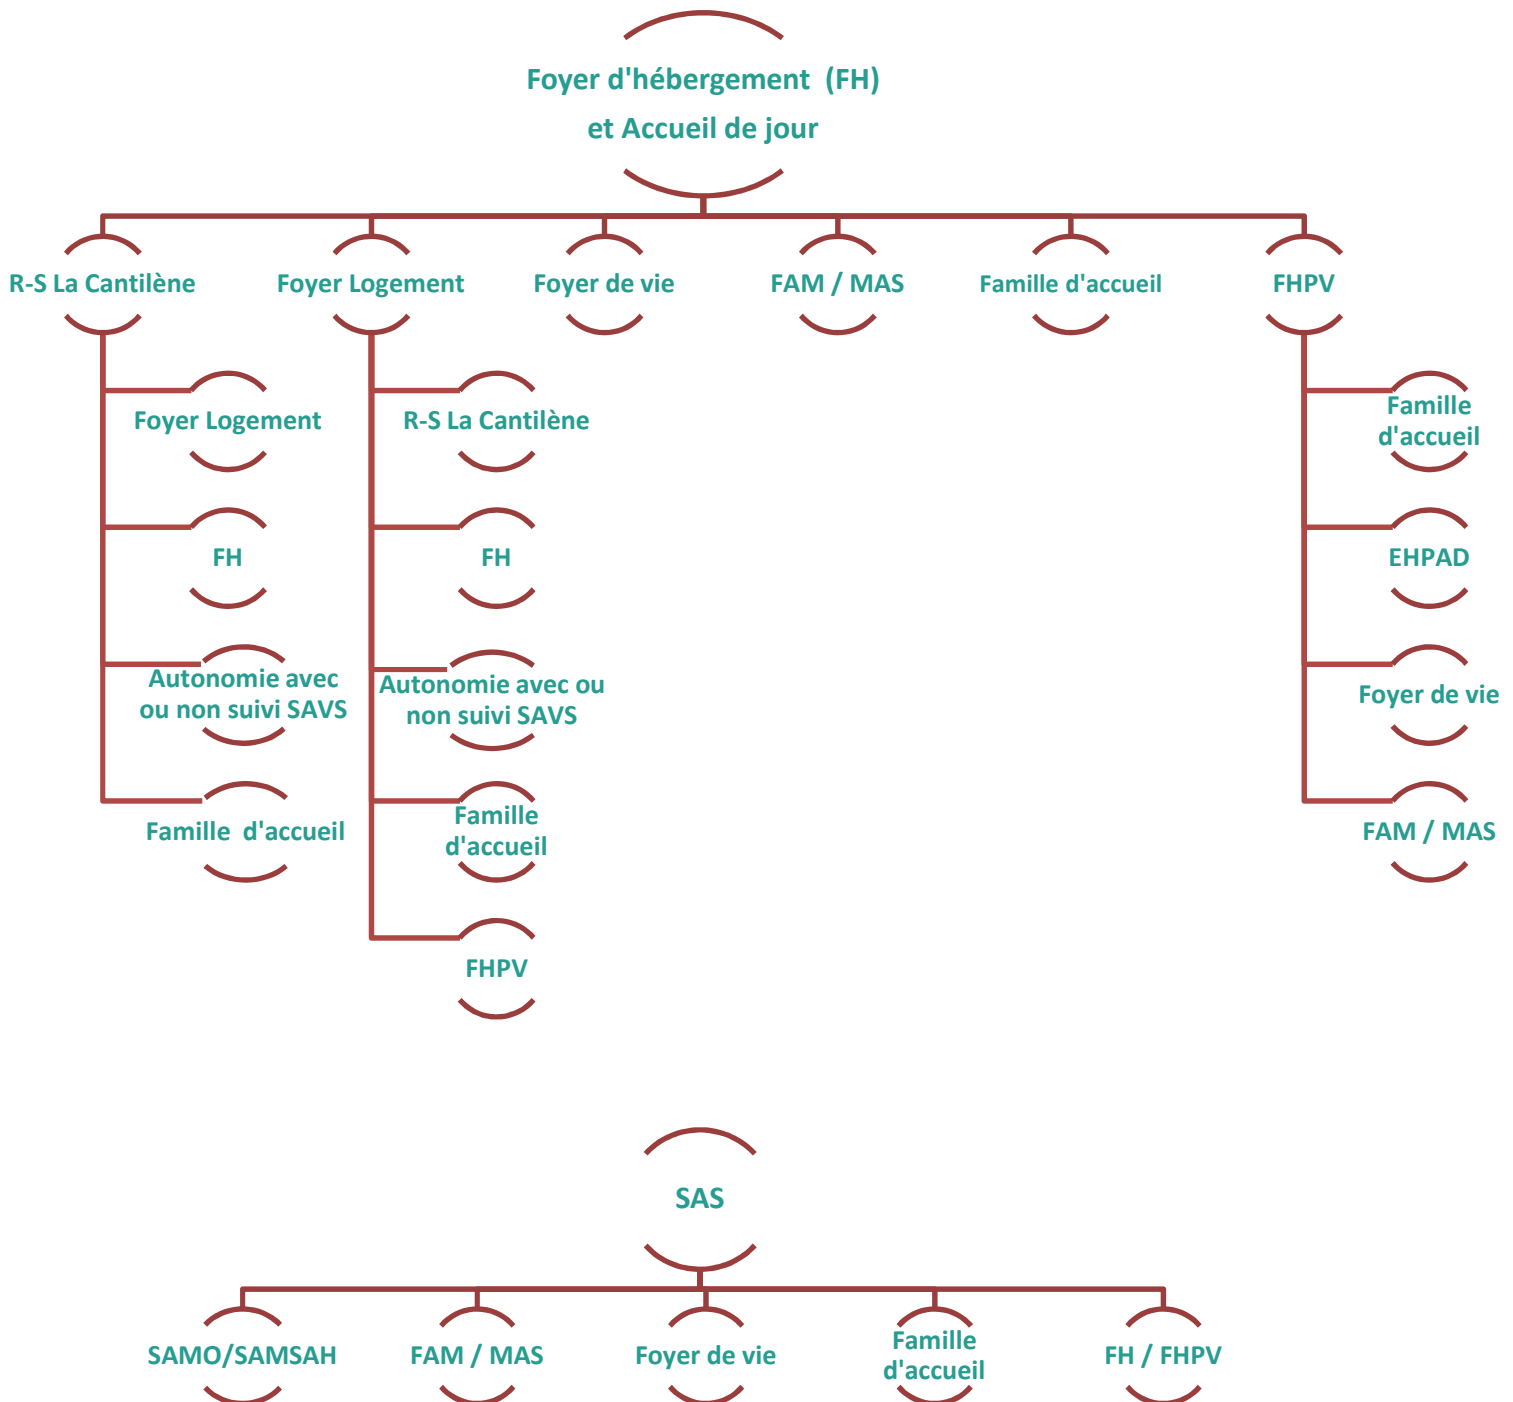 Foyer d'hébergement (FH)
et Accueil de jour
R-S La Cantilène
Foyer Logement
Foyer de vie
FAM / MAS
Famille d'accueil
FHPV
Foyer Logement
FH
Autonomie avec
ou non suivi SAVS
Famille d'accueil
R-S La Cantilène
FH
Autonomie avec ou
non suivi SAVS
Famille
d'accueil
FHPV
Famille
d'accueil
EHPAD
Foyer de vie
FAM / MAS
SAS
SAMO/SAMSAH
FAM / MAS
Foyer de vie
Famille
d'accueil
FH / FHPV